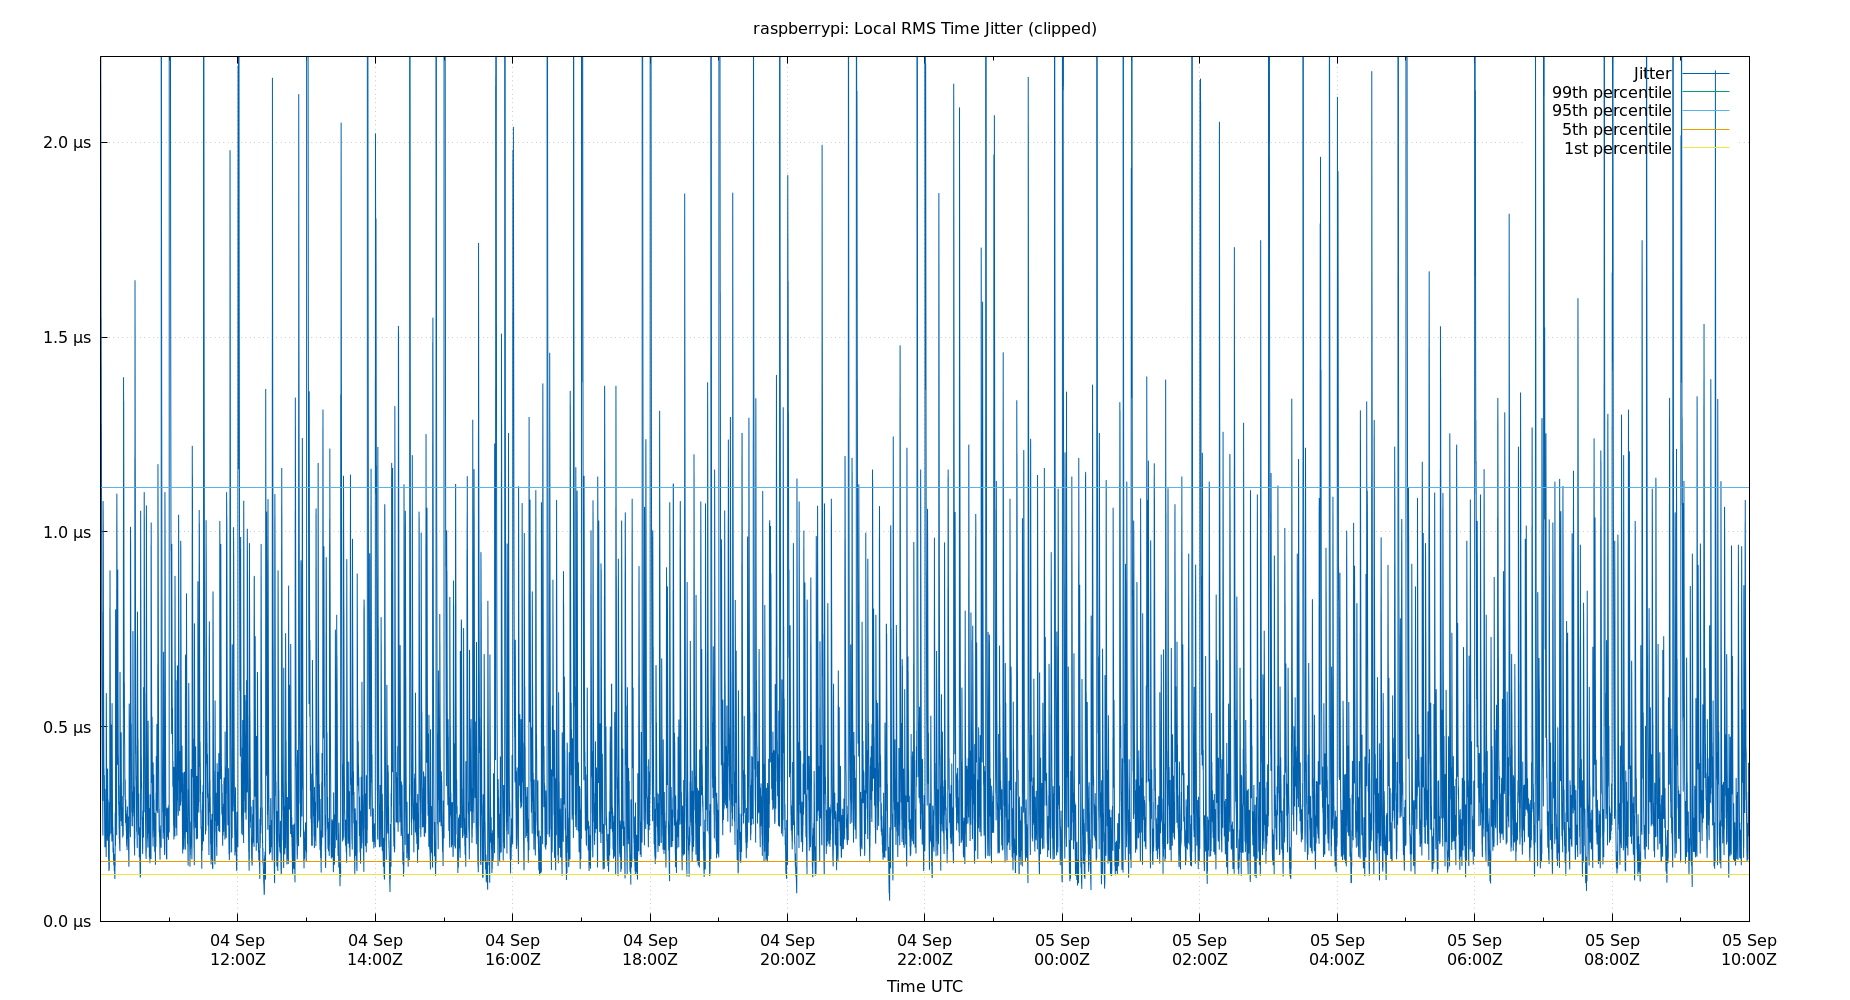 raspberrypi: Local RMS Time Jitter (clipped)
Jitter
99th percentile
95th percentile
5th percentile
1st percentile
2.0 µs
1.5 µs
1.0 µs
0.5 µs
0.0 µs
04 Sep 04 Sep 04 Sep 04 Sep 04 Sep 04 Sep 05 Sep 05 Sep 05 Sep 05 Sep 05 Sep 05 Sep
12:00Z 14:00Z 16:00Z 18:00Z 20:00Z 22:00Z 00:00Z 02:00Z 04:00Z 06:00Z 08:00Z 10:00Z
Time UTC